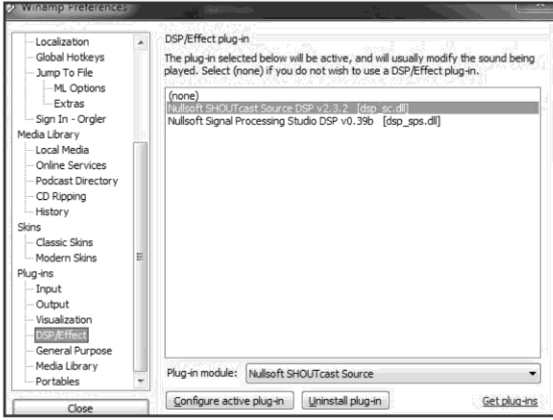 Winamp Preferences
Localization
Global Hotkeys
Jump To File
ML Options
Extras
Sign In - Orgler
Media Library
Local Media
Online Services
Podcast Directory
CD Ripping
History
Skins
Classic Skins
Modern Skins
Plug-ins
Input
Output
Visualization
DSP/Effect
General Purpose
Media Library
Portables
Close
DSP/Effect plug-in
The plug-in selected below will be active, and will usually modify the sound being
played. Select (none) if you do not wish to use a DSP/Effect plug-in.
(none)
Nullsoft SHOUTcast Source DSP v2.3.2 [dsp_sc.dll]
Nullsoft Signal Processing Studio DSP v0.39b [dsp_sps.dll]
Plug-in module: Nullsoft SHOUTcast Source
Configure active plug-in Uninstall plug-in Get plug-ins